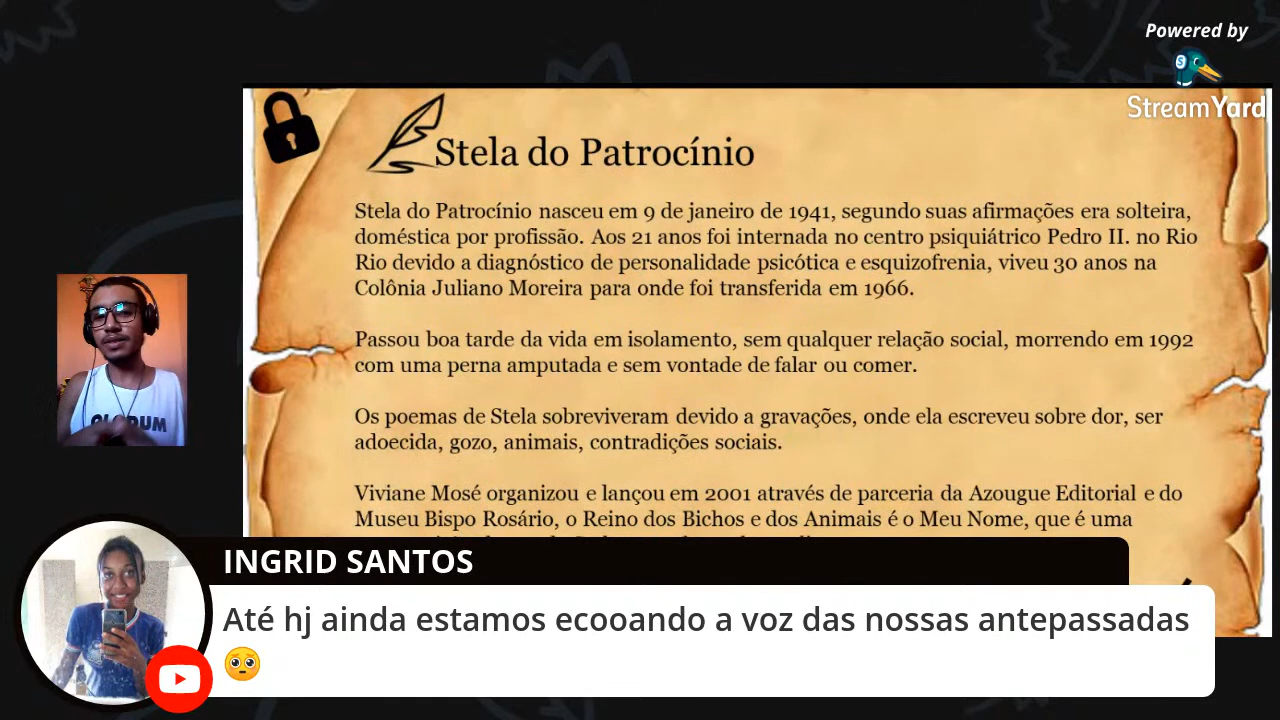 Powered by
StreamYard
Stela do Patrocínio
Stela do Patrocínio nasceu em 9 de janeiro de 1941, segundo suas afirmações era solteira,
doméstica por profissão. Aos 21 anos foi internada no centro psiquiátrico Pedro II. no Rio
Rio devido a diagnóstico de personalidade psicótica e esquizofrenia, viveu 30 anos na
Colônia Juliano Moreira para onde foi transferida em 1966.
Passou boa tarde da vida em isolamento, sem qualquer relação social, morrendo em 1992
com uma perna amputada e sem vontade de falar ou comer.
Os poemas de Stela sobreviveram devido a gravações, onde ela escreveu sobre dor, ser
adoecida, gozo, animais, contradições sociais.
Viviane Mosé organizou e lançou em 2001 através de parceria da Azougue Editorial e do
Museu Bispo Rosário, o Reino dos Bichos e dos Animais é o Meu Nome, que é uma
INGRID SANTOS
Até hj ainda estamos ecooando a voz das nossas antepassadas
🥺